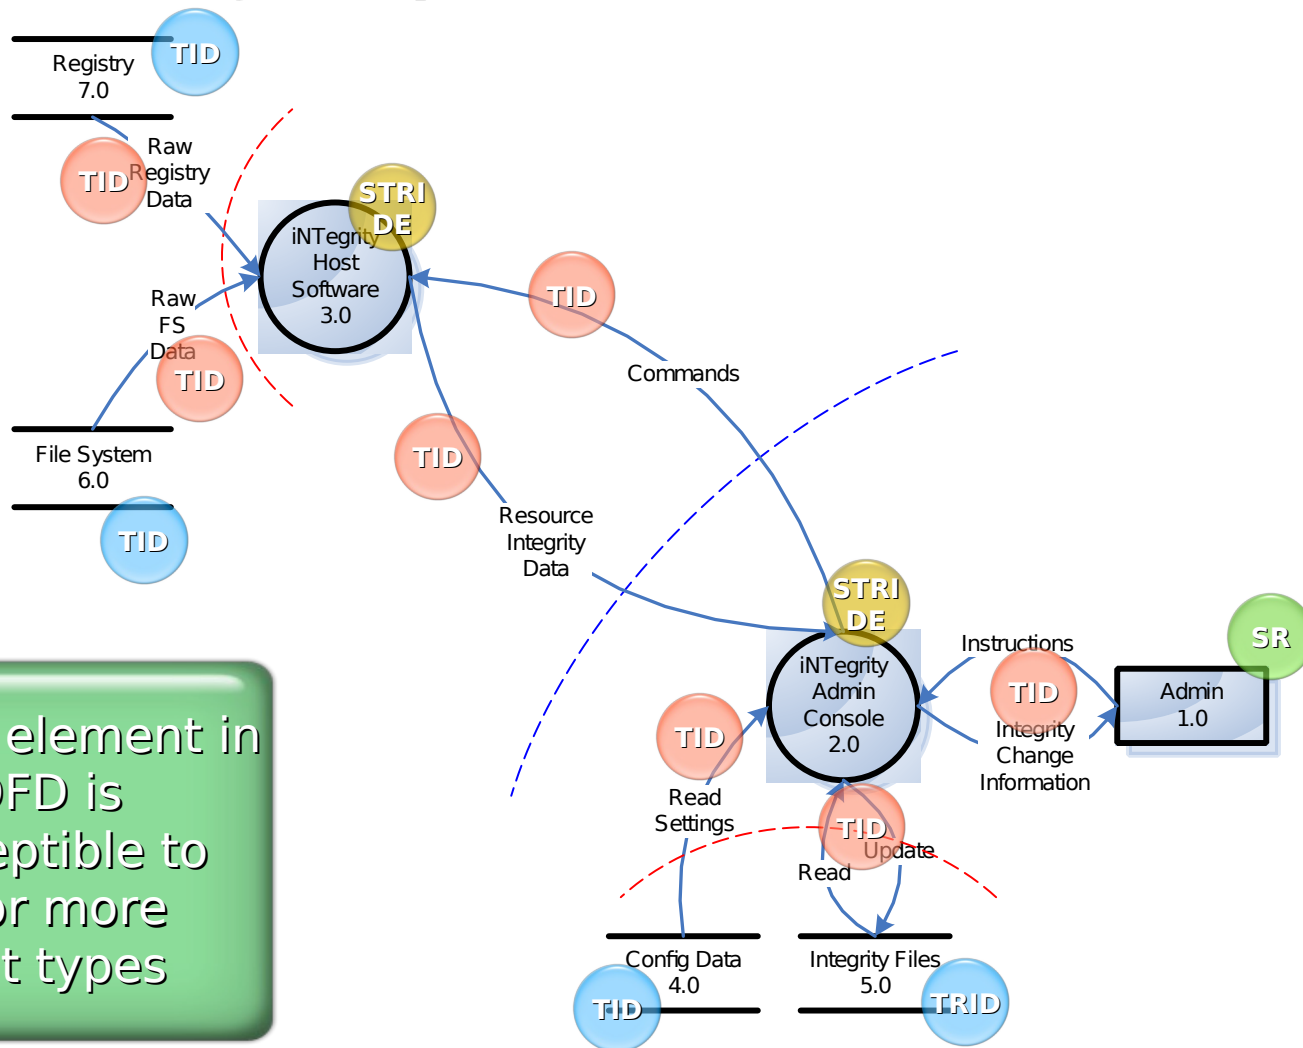 TID
Registry
7.0
TID
Raw
Registry
Data
STRI
DE
iNTegrity
Host
Software
3.0
TID
Raw
FS
Data
TID
Commands
File System
6.0
TID
TID
Resource
Integrity
Data
STRI
DE
iNTegrity
Admin
Console
2.0
Instructions
TID
Integrity
Change
Information
SR
Admin
1.0
element in
DFD is
eptible to
or more
t types
TID
Read
Settings
TID
Update
Read
Config Data
4.0
TID
Integrity Files
5.0
TRID